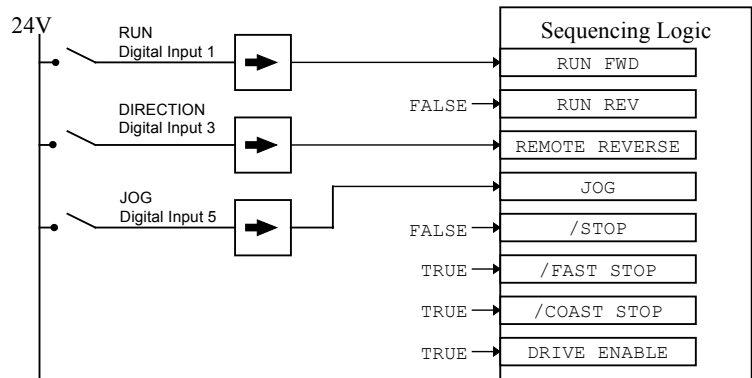 24V
RUN
Digital Input 1
DIRECTION
Digital Input 3
JOG
Digital Input 5
Sequencing Logic
RUN FWD
FALSE RUN REV
REMOTE REVERSE
JOG
FALSE /STOP
TRUE /FAST STOP
TRUE /COAST STOP
TRUE DRIVE ENABLE